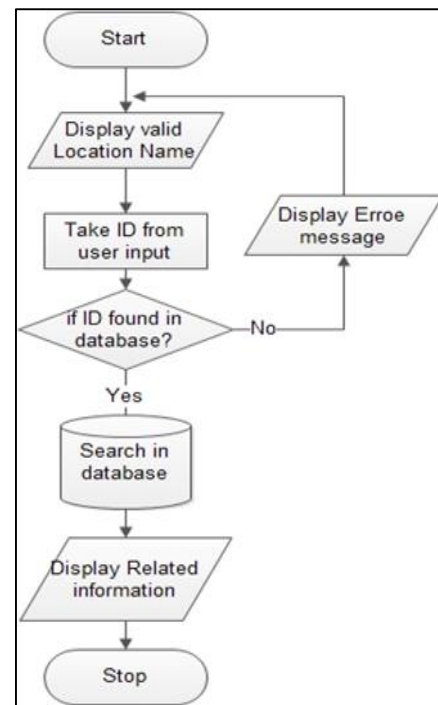 Start
Display valid
Location Name
Take ID from
user input
Display Erroe
message
if ID found in
database?
No
Yes
Search in
database
Display Related
information
Stop